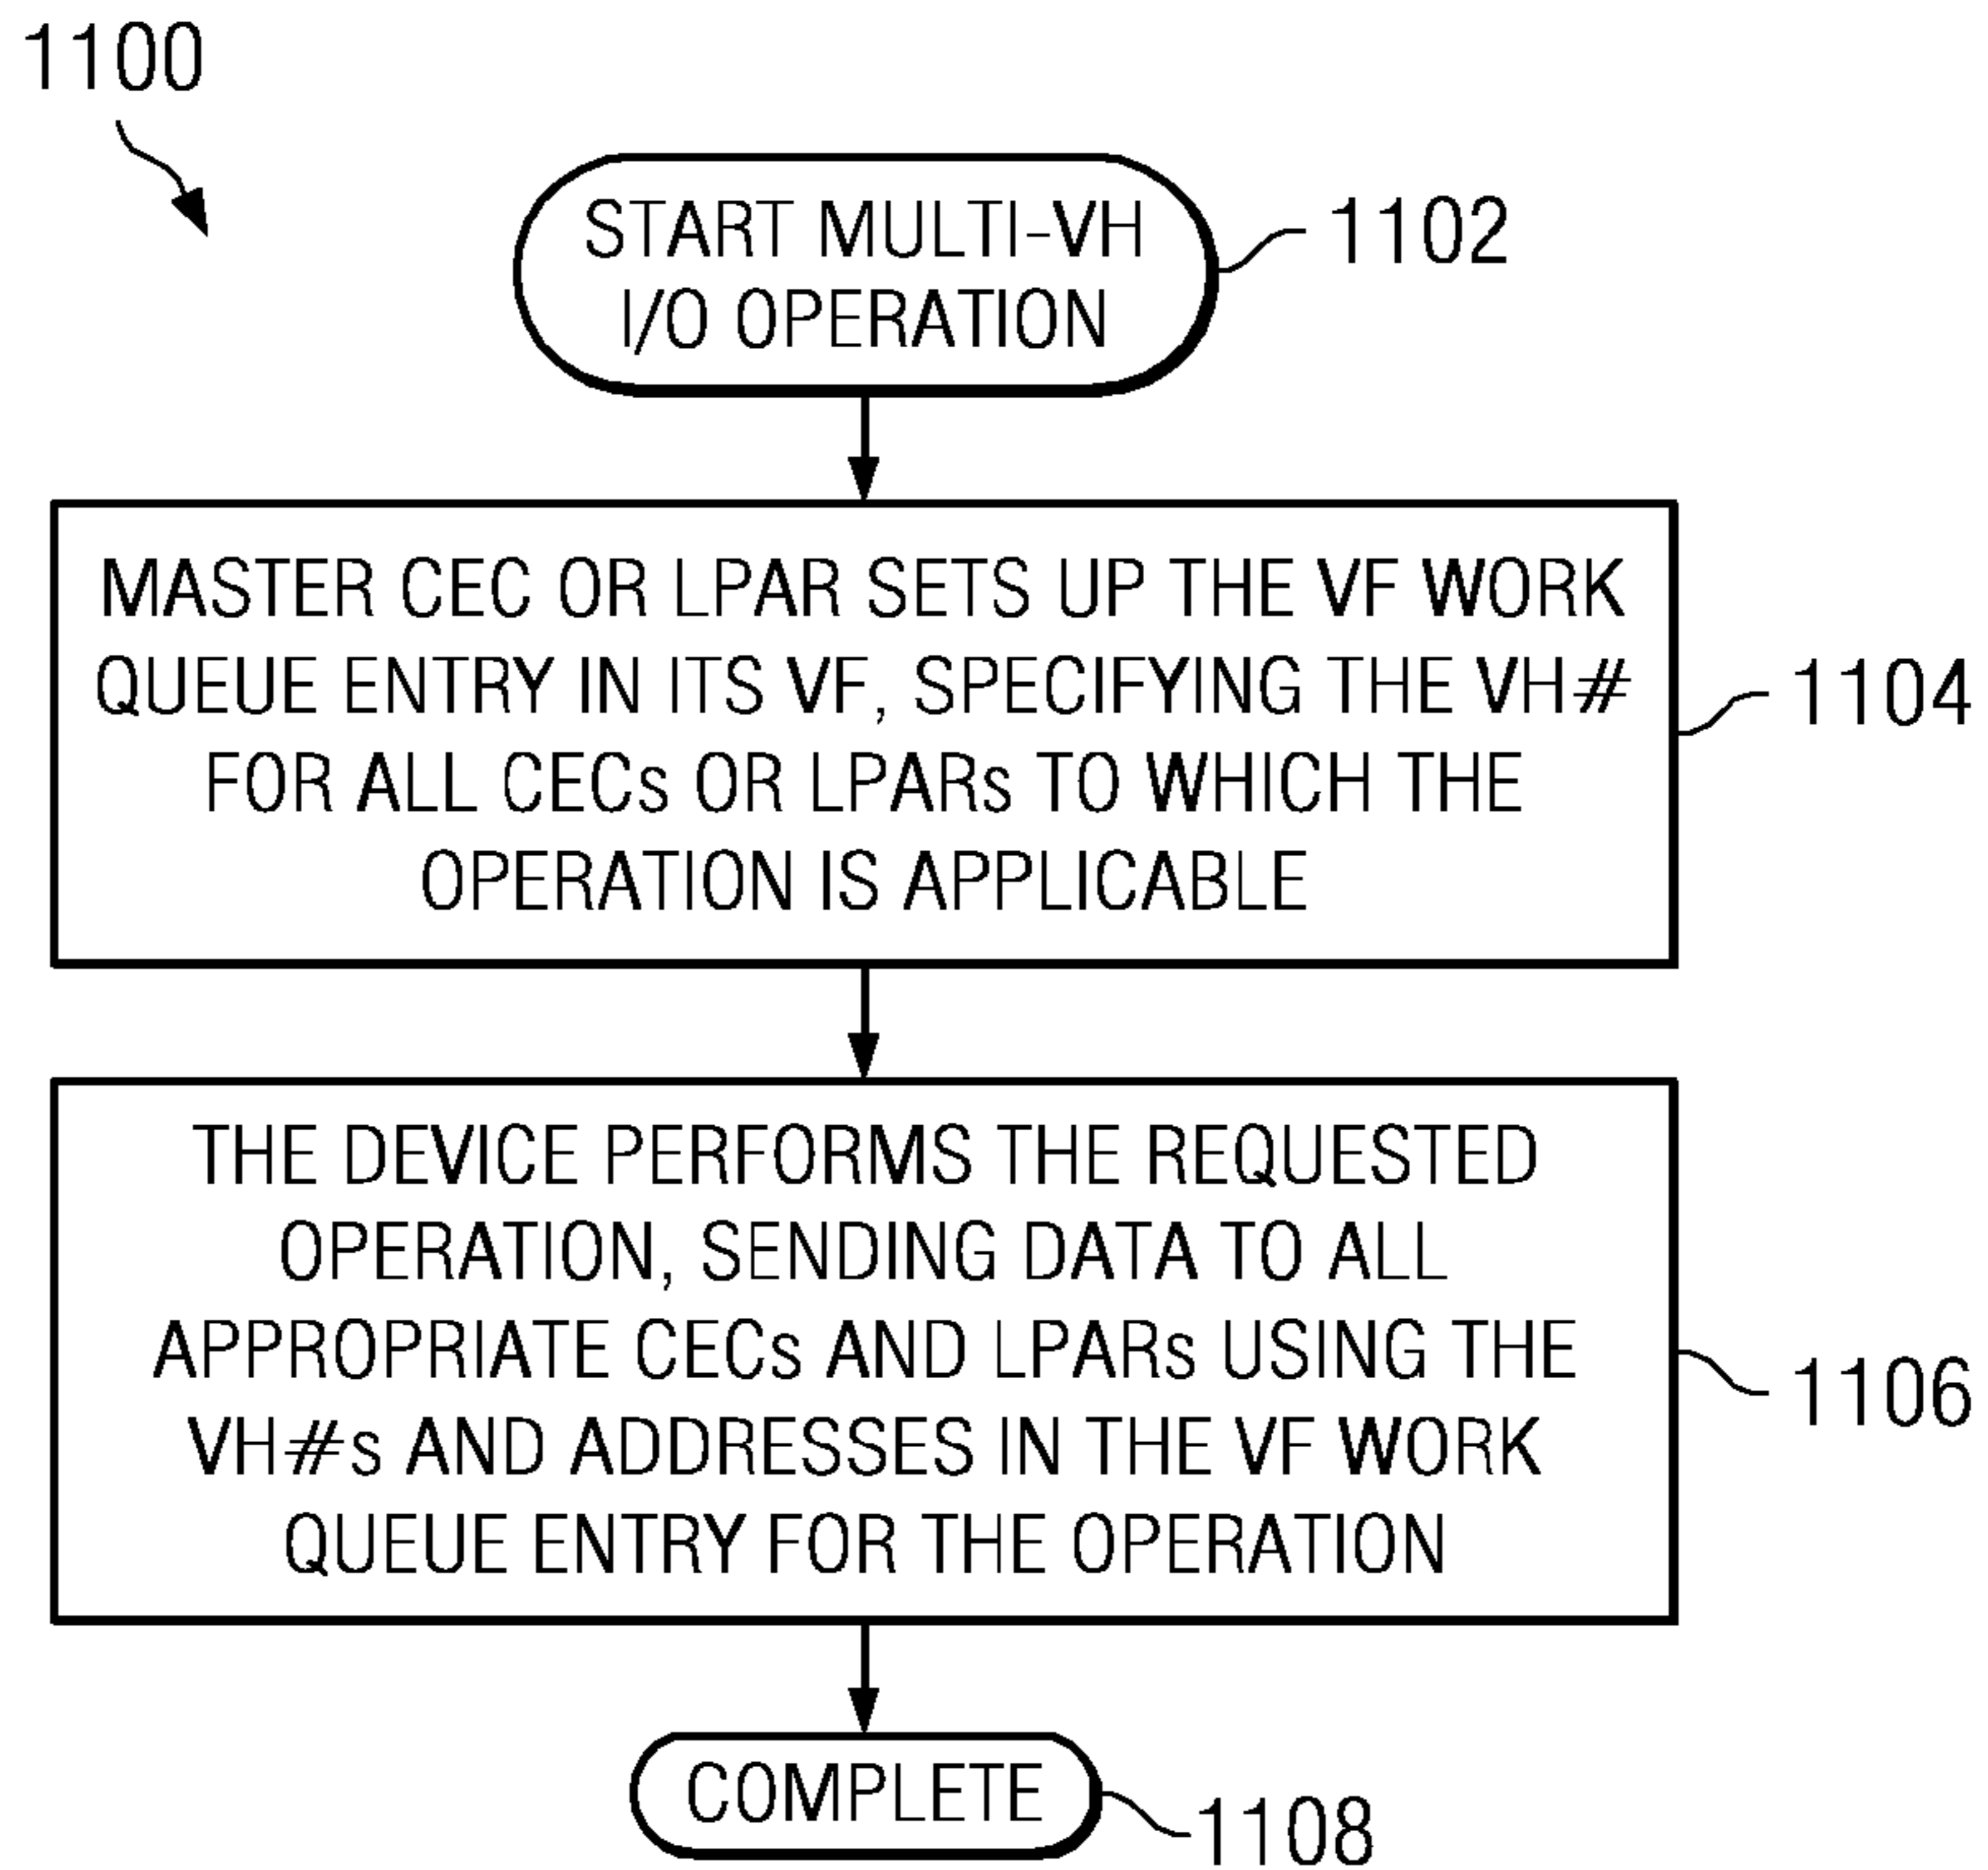 1100
START MULTI-VH
I/O OPERATION
1102
MASTER CEC OR LPAR SETS UP THE VF WORK
QUEUE ENTRY IN ITS VF, SPECIFYING THE VH#
FOR ALL CECs OR LPARs TO WHICH THE
OPERATION IS APPLICABLE
1104
THE DEVICE PERFORMS THE REQUESTED
OPERATION, SENDING DATA TO ALL
APPROPRIATE CECs AND LPARs USING THE
VH#s AND ADDRESSES IN THE VF WORK
QUEUE ENTRY FOR THE OPERATION
1106
COMPLETE
1108